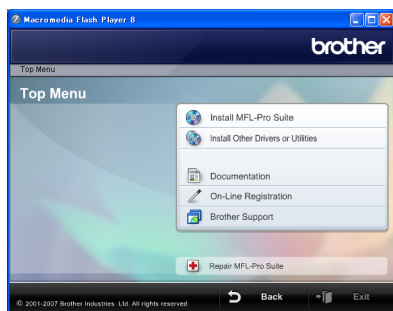 Macromedia Flash Player 8
brother
Top Menu
Top Menu
Install MFL-Pro Suite
Install Other Drivers or Utilities
Documentation
On-Line Registration
Brother Support
Repair MFL-Pro Suite
© 2001-2007 Brother Industries Ltd. All rights reserved
Back
Exit